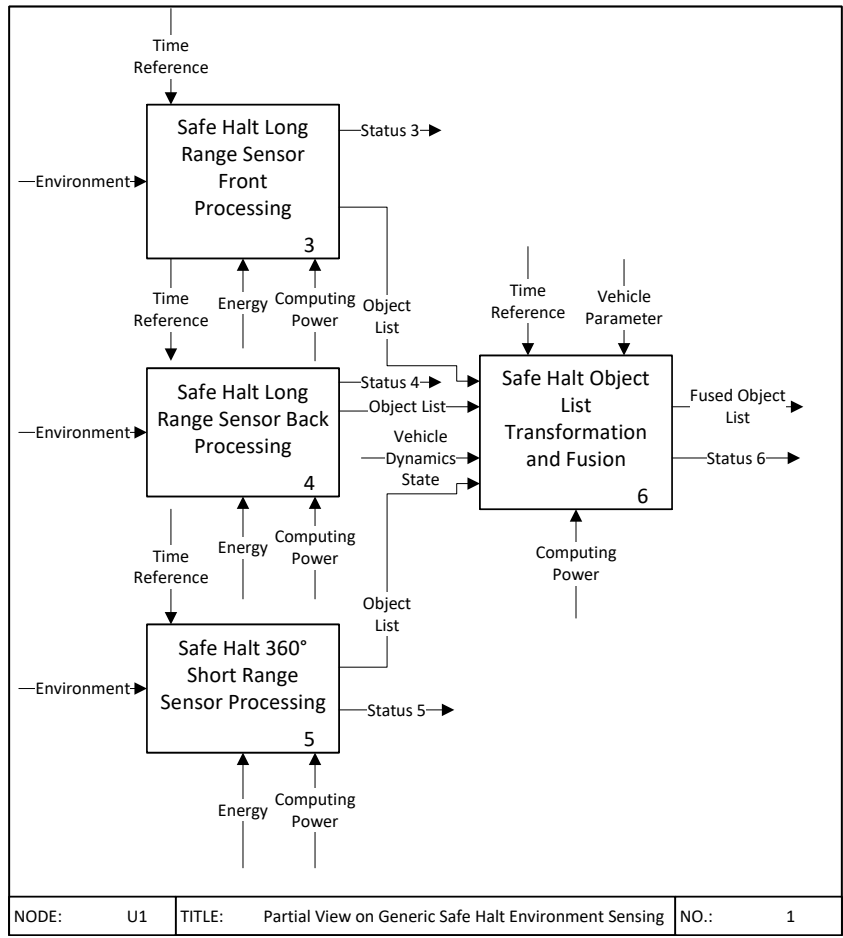 Time
Reference
Safe Halt Long
Range Sensor
Front
Processing
3
Status 3
Environment
Time
Reference
Energy
Computing
Power
Object
List
Time
Reference
Vehicle
Parameter
Safe Halt Long
Range Sensor Back
Processing
4
Status 4
Object List
Environment
Vehicle
Dynamics
State
Safe Halt Object
List
Transformation
and Fusion
6
Fused Object
List
Status 6
Time
Reference
Energy
Computing
Power
Computing
Power
Object
List
Safe Halt 360°
Short Range
Sensor Processing
5
Environment
Status 5
Energy
Computing
Power
NODE: U1 TITLE: Partial View on Generic Safe Halt Environment Sensing NO.: 1